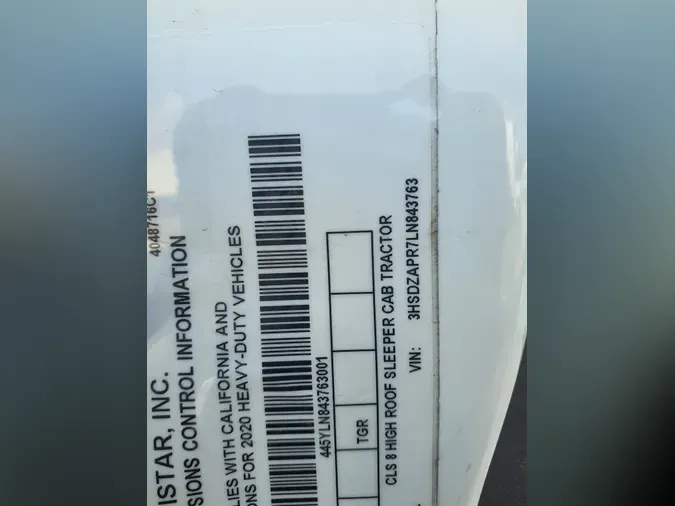 4048716C1
ISTAR, INC.
SIONS CONTROL INFORMATION
LIES WITH CALIFORNIA AND
ONS FOR 2020 HEAVY-DUTY VEHICLES
445YLN843763001
TGR
CLS 8 HIGH ROOF SLEEPER CAB TRACTOR
VIN: 3HSDZAPR7LN843763